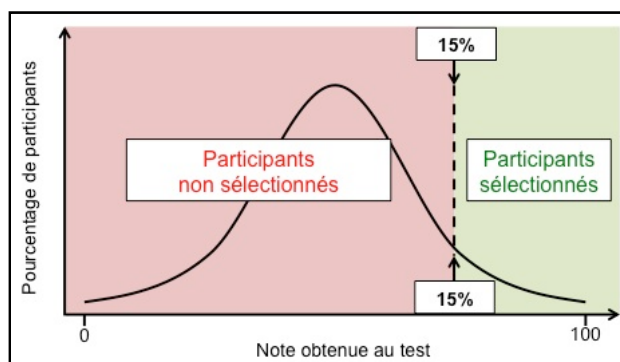 15%
Pourcentage de participants
Participants
non sélectionnés
Participants
sélectionnés
15%
0
100
Note obtenue au test